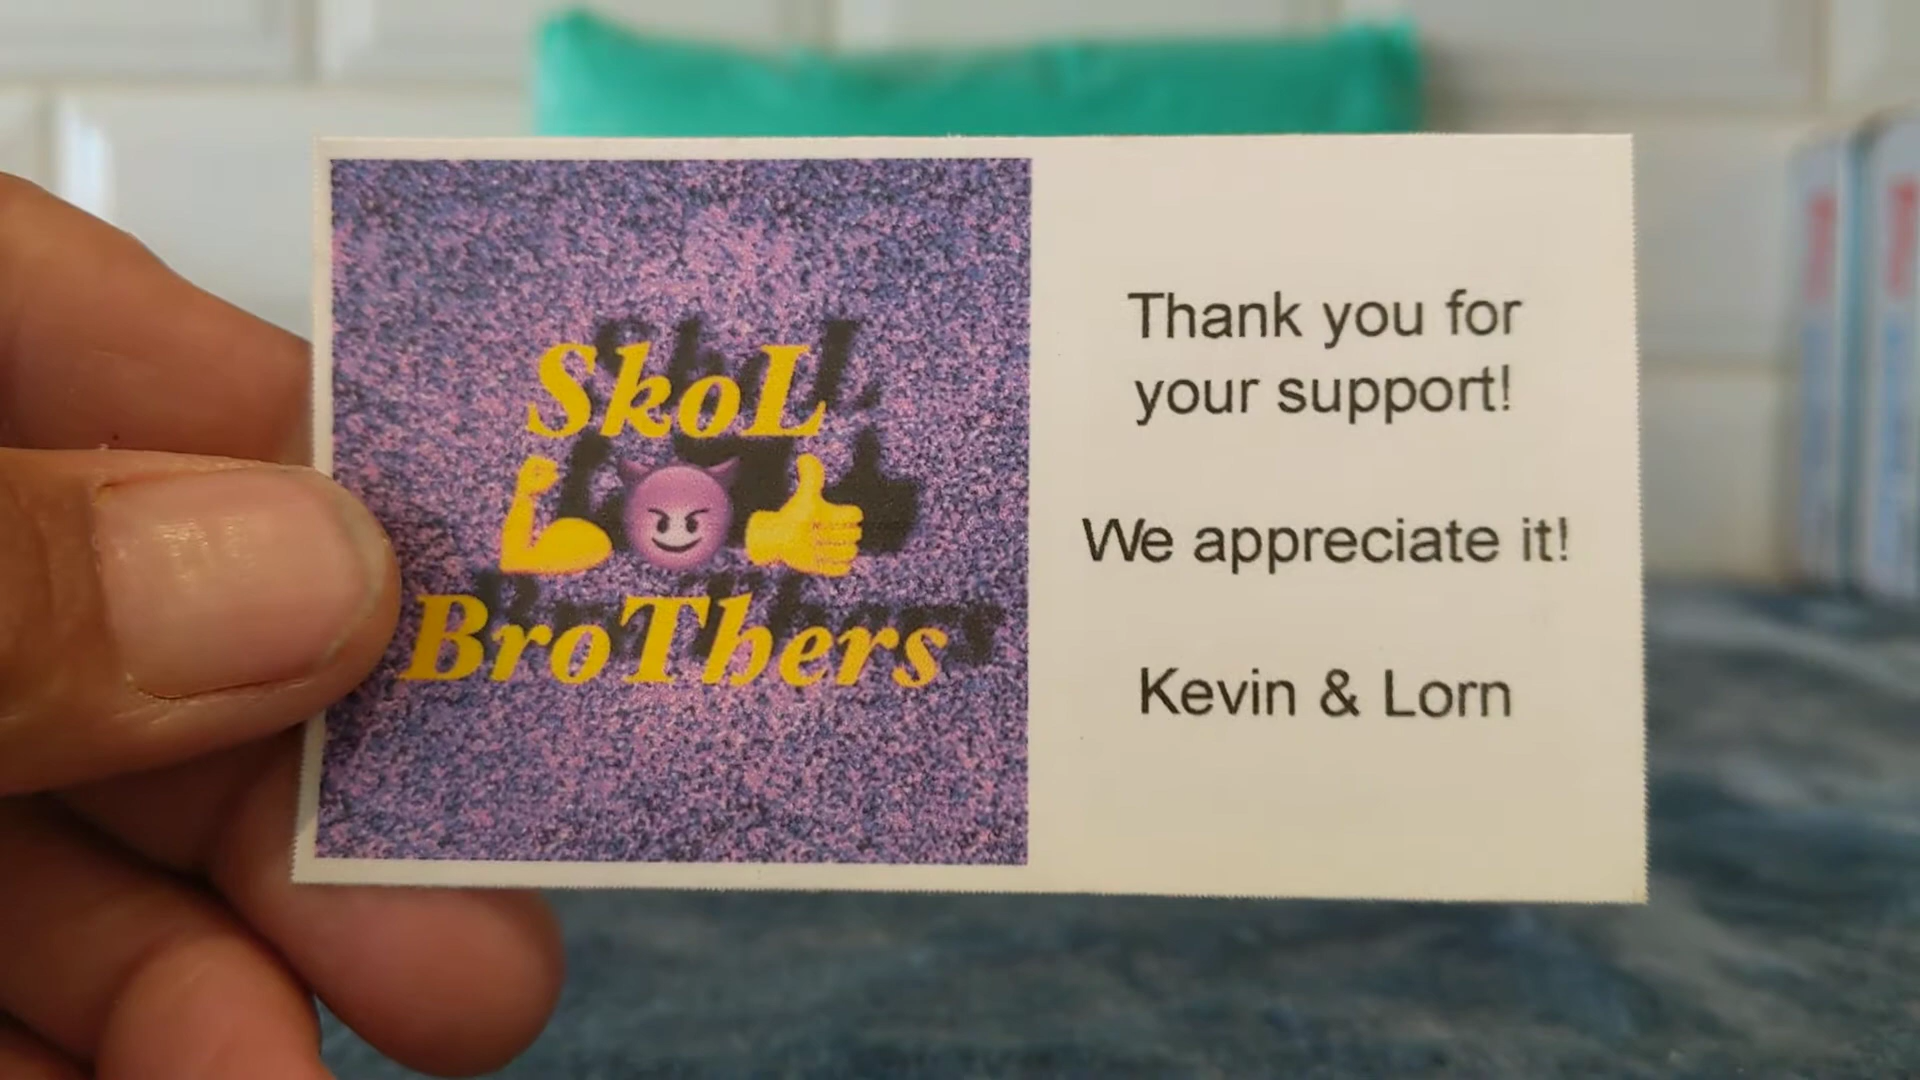 SkoL
💪😈👍
BroThers
Thank you for
your support!
We appreciate it!
Kevin & Lorn